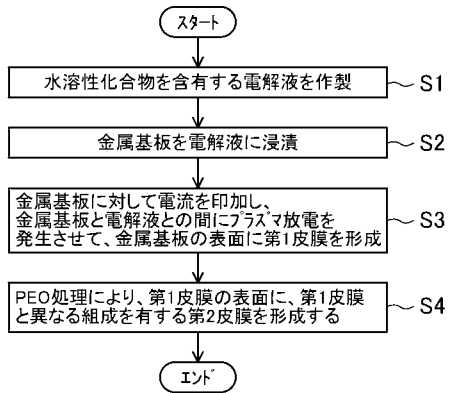 スタート
水溶性化合物を含有する電解液を作製
S1
金属基板を電解液に浸漬
S2
金属基板に対して電流を印加し、
金属基板と電解液との間にプラズマ放電を
発生させて、金属基板の表面に第1皮膜を形成
S3
PEO処理により、第1皮膜の表面に、第1皮膜
と異なる組成を有する第2皮膜を形成する
S4
エンド